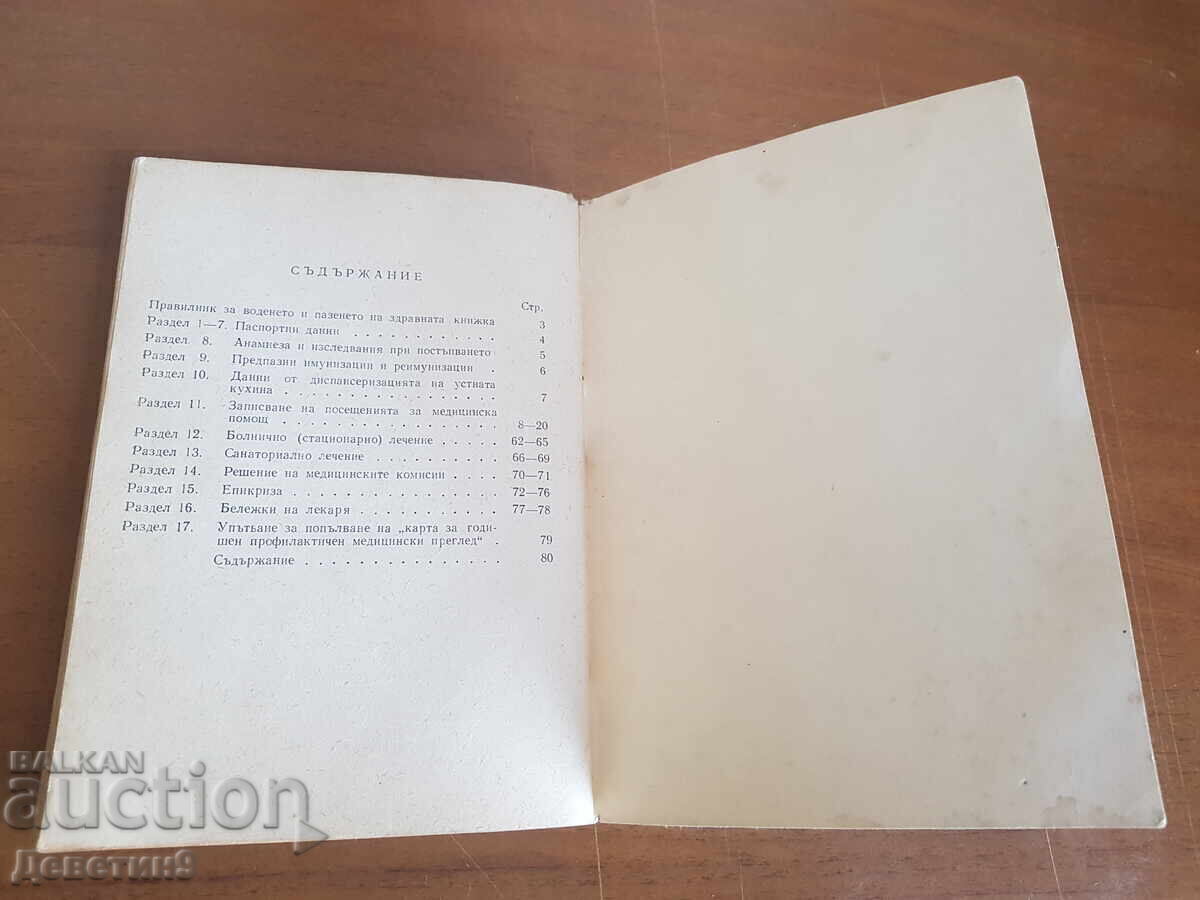 СЪДЪРЖАНИЕ
Стр.
Правилник за воденето и пазенето на здравната книжка 3
Раздел 1—7. Паспортни данни . . . . . . . . . . . . 4
Раздел 8. Анамнеза и изследвания при постъпването 5
Раздел 9. Предпазни имунизации и реимунизации . 6
Раздел 10. Данни от диспансеризацията на устната
кухина . . . . . . . . . . . . . . . . 7
Раздел 11. Записване на посещенията за медицинска
помощ . . . . . . . . . . . . . . . . 8—20
Раздел 12. Болнично (стационарно) лечение . . . . . 62—65
Раздел 13. Санаториално лечение . . . . . . . . . . 66—69
Раздел 14. Решение на медицинските комисии . . . . 70—71
Раздел 15. Епикриза . . . . . . . . . . . . . . . . 72—76
Раздел 16. Бележки на лекаря . . . . . . . . . . . 77—78
Раздел 17. Упътване за попълване на „карта за годи-
шен профилактичен медицински преглед“ . 79
Съдържание . . . . . . . . . . . . . . . 80
BALKAN
auction
Деветин9